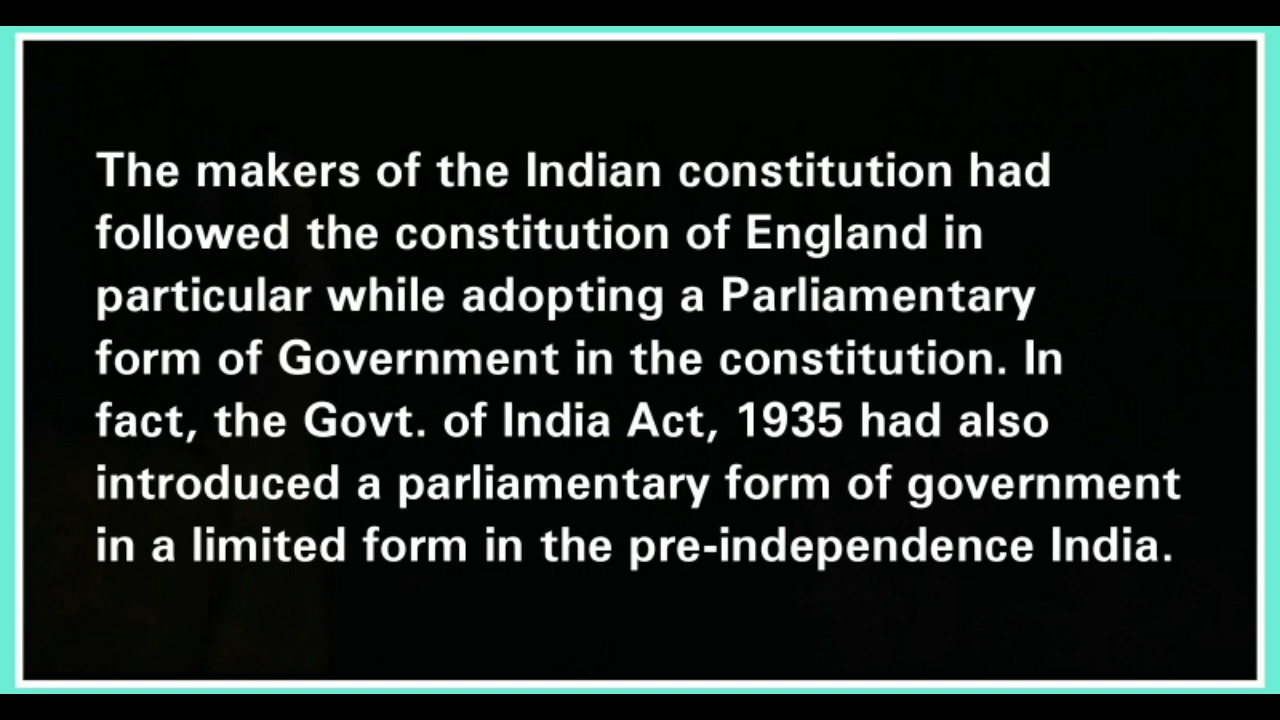 The makers of the Indian constitution had
followed the constitution of England in
particular while adopting a Parliamentary
form of Government in the constitution. In
fact, the Govt. of India Act, 1935 had also
introduced a parliamentary form of government
in a limited form in the pre-independence India.